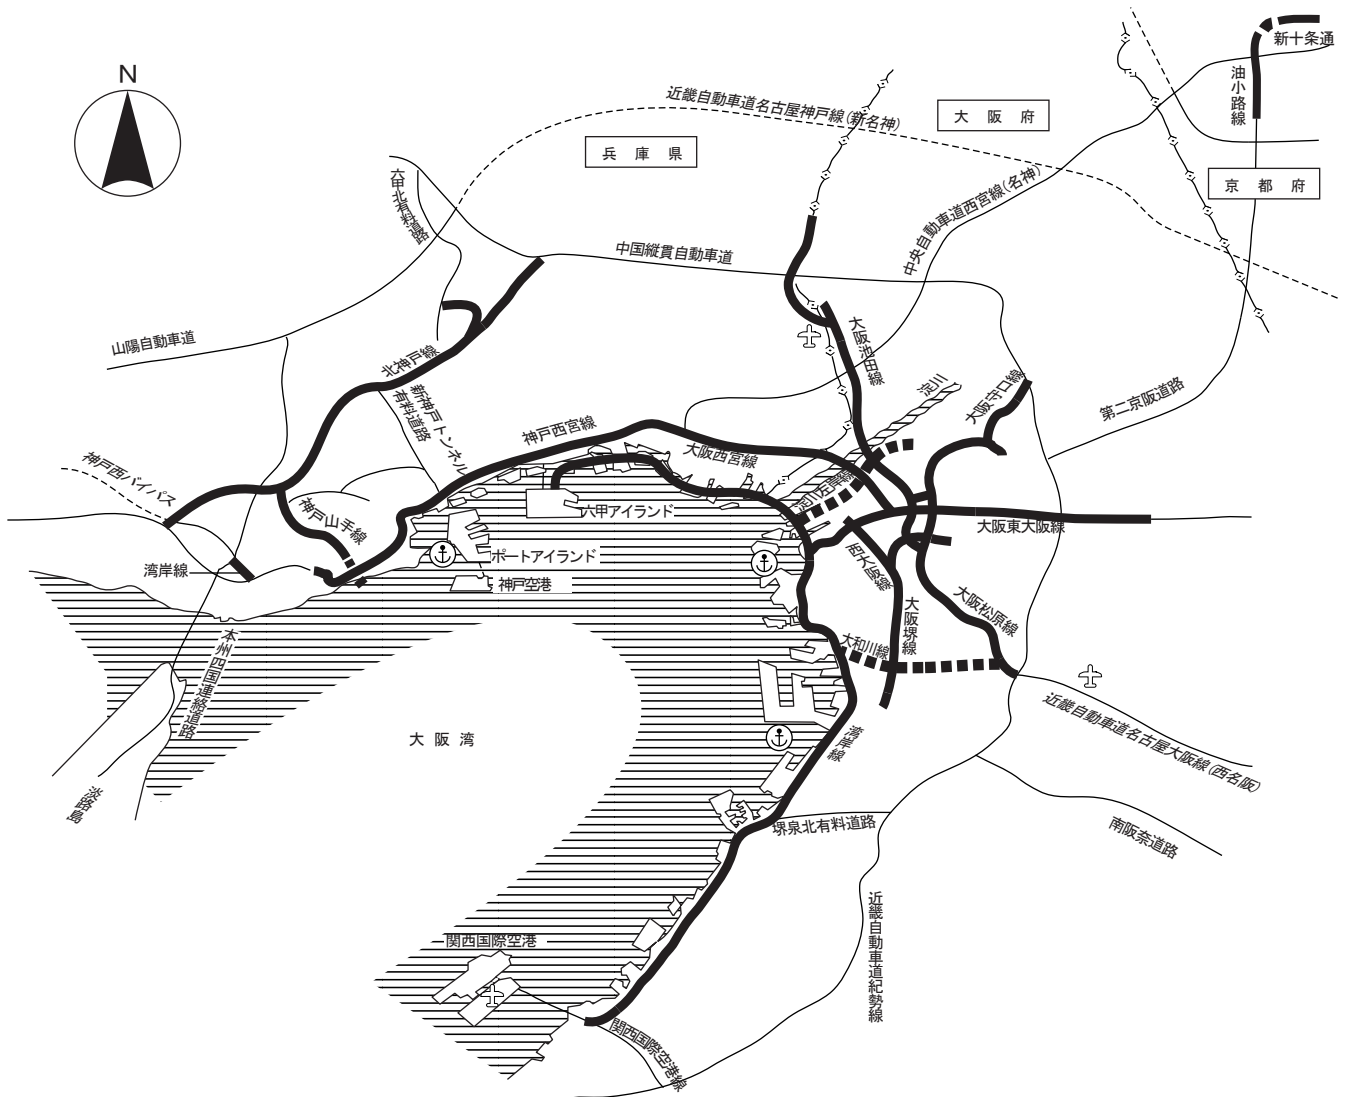 N
新十条通
油小路線
近畿自動車道名古屋神戸線(新名神)
大阪府
兵庫県
京都府
六甲北有料道路
中央自動車道西宮線(名神)
中国縦貫自動車道
山陽自動車道
北神戸線
大阪池田線
新神戸トンネル
有料道路
淀川
大阪守口線
第二京阪道路
神戸西宮線
大阪西宮線
神戸西バイパス
淀川左岸線
神戸山手線
六甲アイランド
大阪東大阪線
ポートアイランド
西大阪線
湾岸線
神戸空港
大阪堺線
大阪松原線
本州四国連絡道路
大和川線
近畿自動車道名古屋大阪線(西名阪)
大阪湾
湾岸線
淡路島
堺泉北有料道路
南阪奈道路
近畿自動車道紀勢線
関西国際空港
関西国際空港線